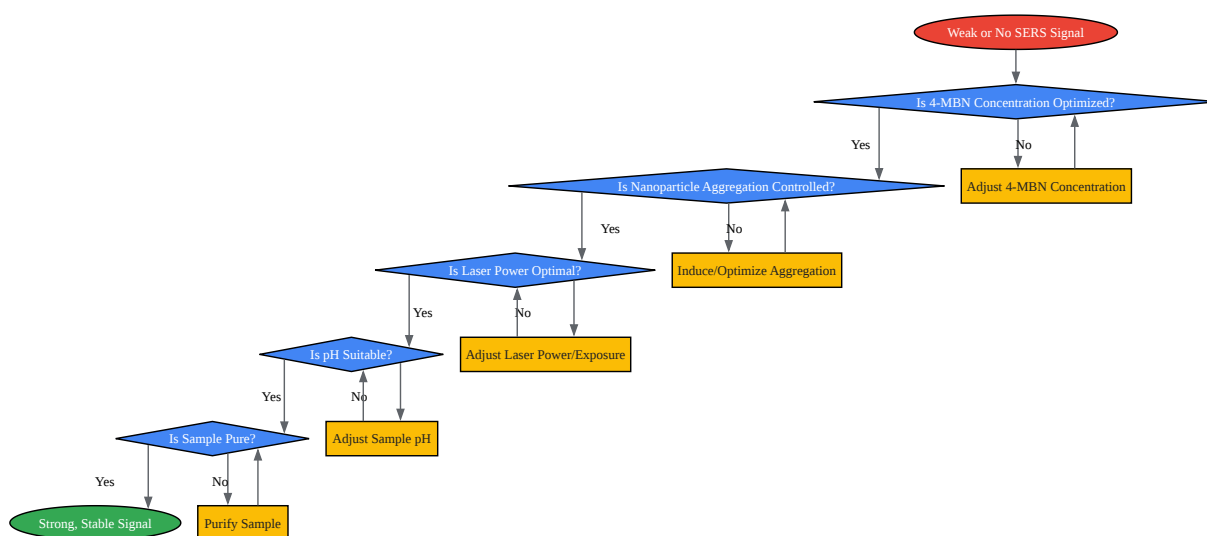 Weak or No SERS Signal
Is 4-MBN Concentration Optimized?
Yes
No
Is Nanoparticle Aggregation Controlled?
Adjust 4-MBN Concentration
Yes
No
Is Laser Power Optimal?
Induce/Optimize Aggregation
Yes
No
Is pH Suitable?
Adjust Laser Power/Exposure
Yes
No
Is Sample Pure?
Adjust Sample pH
Yes
No
Strong, Stable Signal
Purify Sample